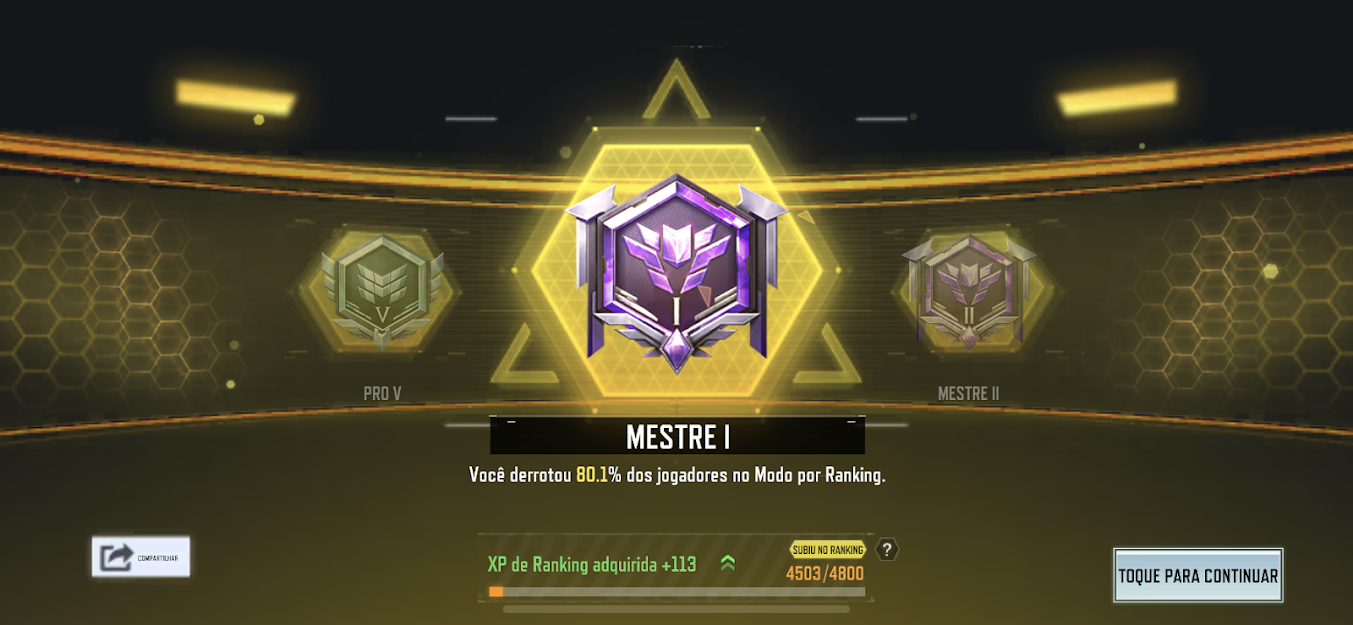 V
I
II
PRO V
MESTRE II
MESTRE I
Você derrotou 80.1% dos jogadores no Modo por Ranking.
COMPARTILHAR
XP de Ranking adquirida +113
SUBIU NO RANKING
?
4503/4800
TOQUE PARA CONTINUAR